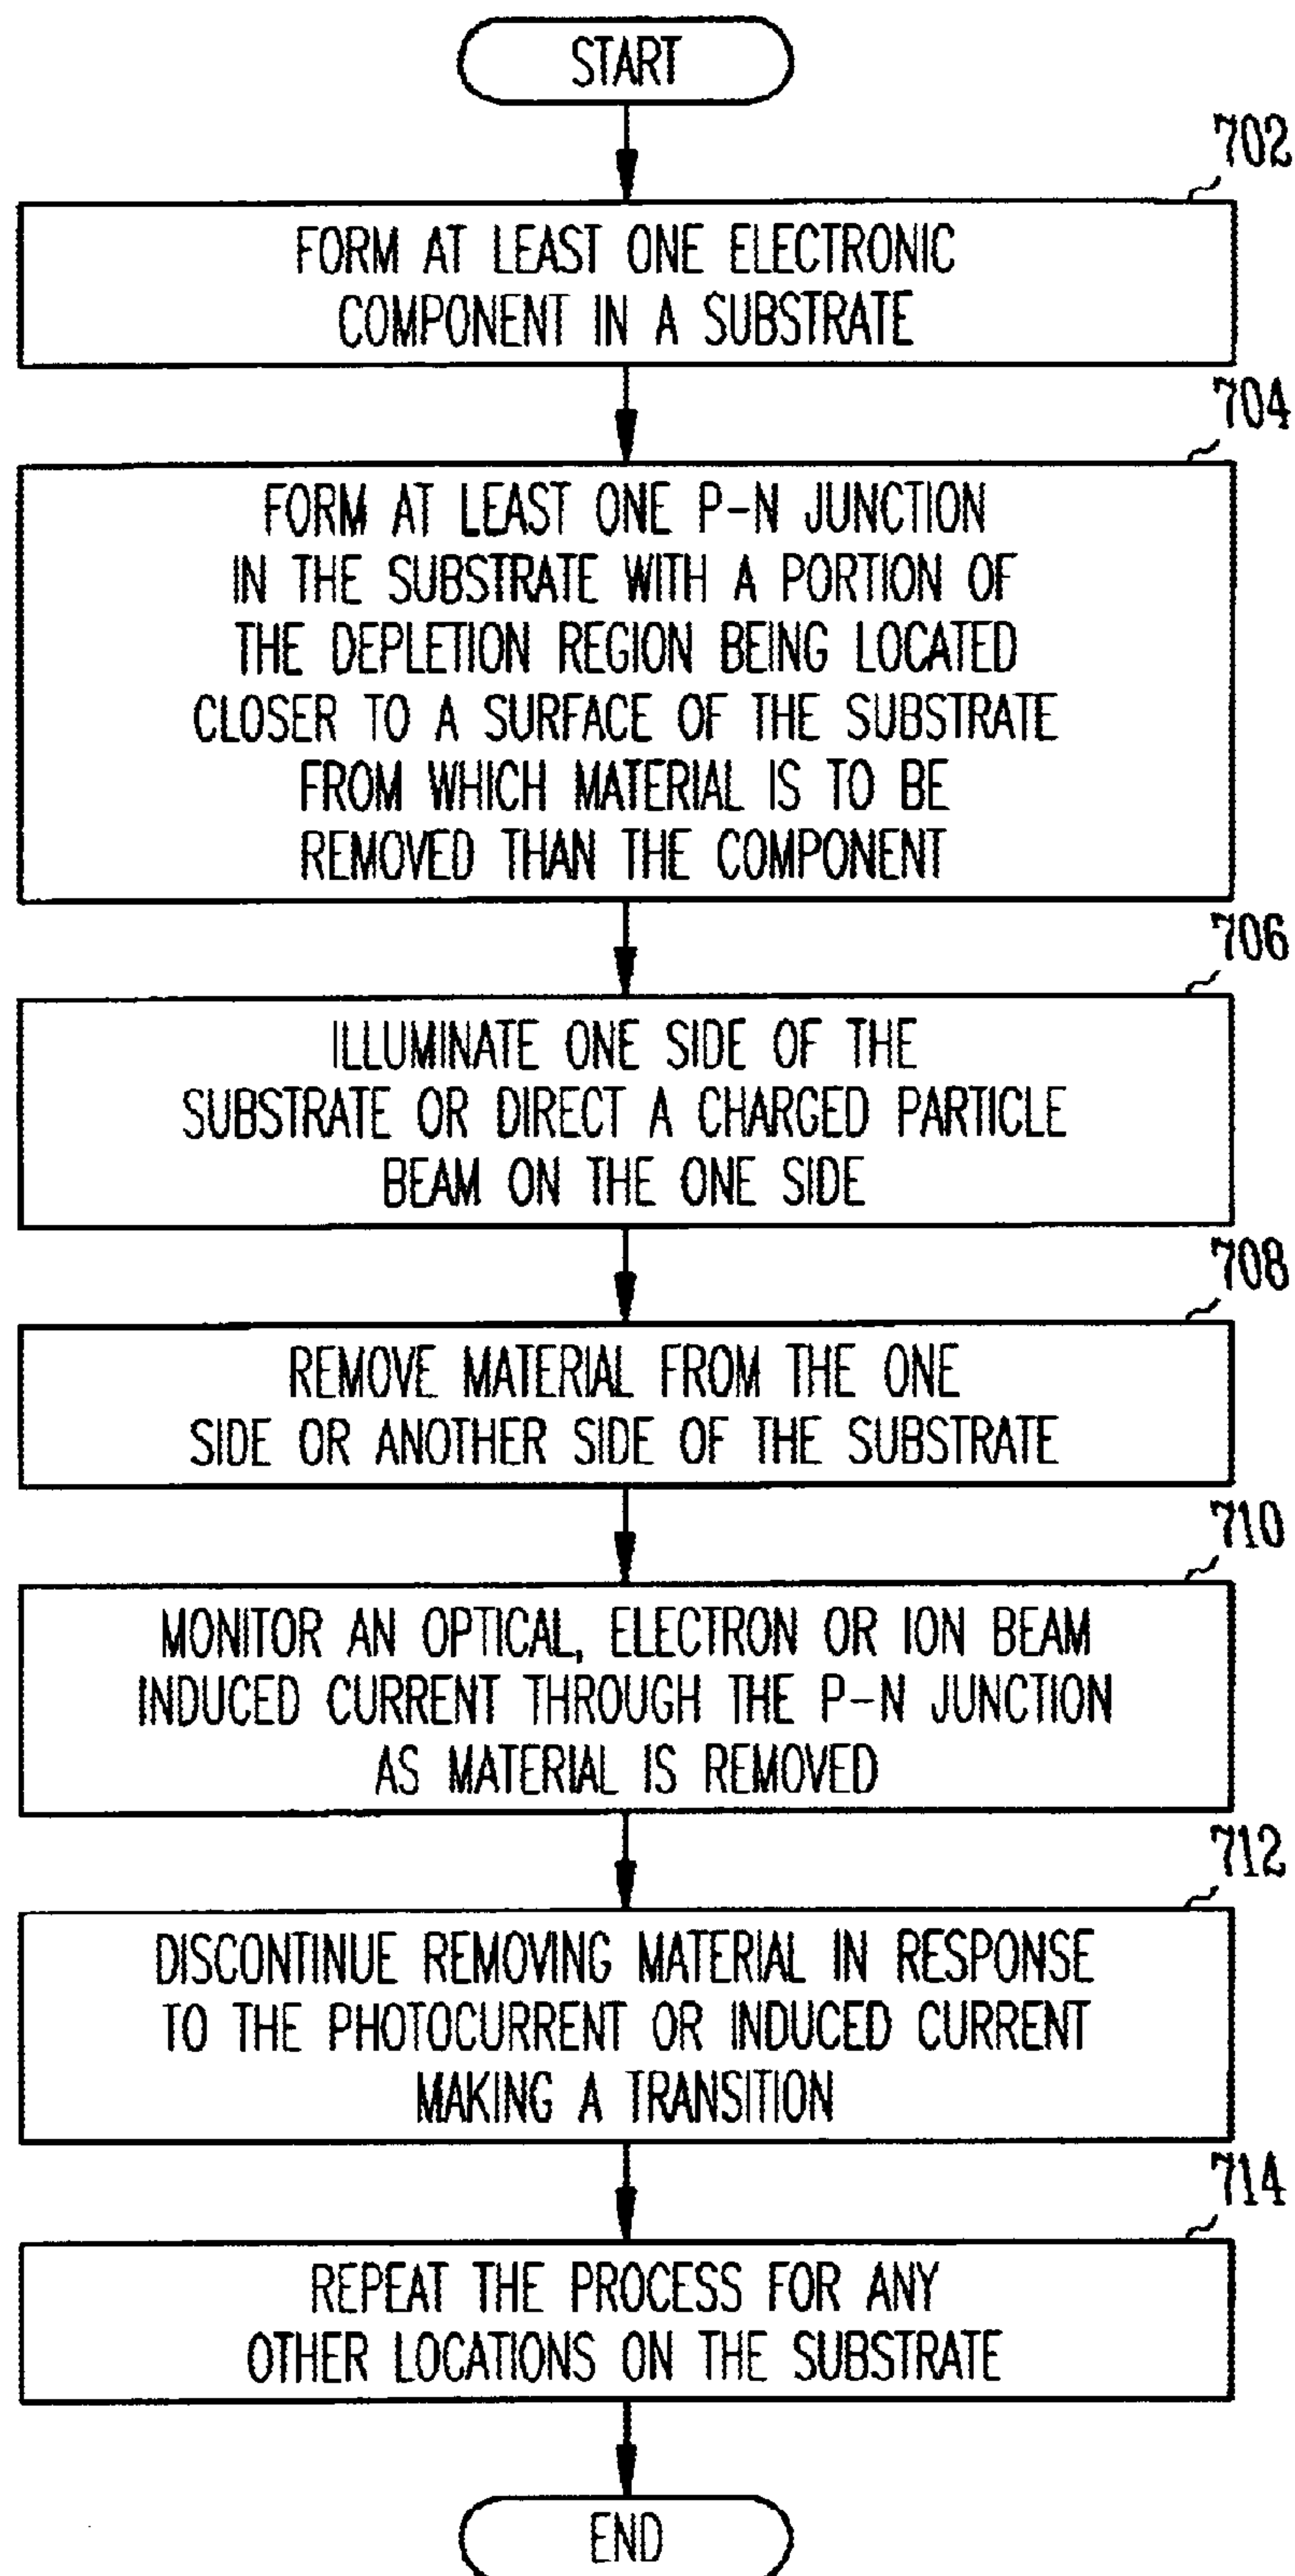 START
702
FORM AT LEAST ONE ELECTRONIC
COMPONENT IN A SUBSTRATE
704
FORM AT LEAST ONE P-N JUNCTION
IN THE SUBSTRATE WITH A PORTION OF
THE DEPLETION REGION BEING LOCATED
CLOSER TO A SURFACE OF THE SUBSTRATE
FROM WHICH MATERIAL IS TO BE
REMOVED THAN THE COMPONENT
706
ILLUMINATE ONE SIDE OF THE
SUBSTRATE OR DIRECT A CHARGED PARTICLE
BEAM ON THE ONE SIDE
708
REMOVE MATERIAL FROM THE ONE
SIDE OR ANOTHER SIDE OF THE SUBSTRATE
710
MONITOR AN OPTICAL, ELECTRON OR ION BEAM
INDUCED CURRENT THROUGH THE P-N JUNCTION
AS MATERIAL IS REMOVED
712
DISCONTINUE REMOVING MATERIAL IN RESPONSE
TO THE PHOTOCURRENT OR INDUCED CURRENT
MAKING A TRANSITION
714
REPEAT THE PROCESS FOR ANY
OTHER LOCATIONS ON THE SUBSTRATE
END